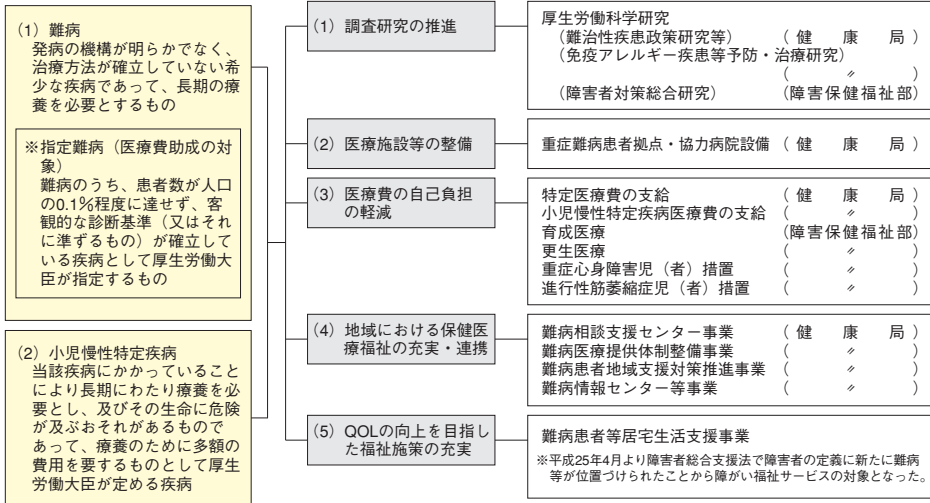 （1）難病
発病の機構が明らかでなく、
治療方法が確立していない希
少な疾病であって、長期の療
養を必要とするもの
※指定難病（医療費助成の対
象）
難病のうち、患者数が人口
の0.1％程度に達せず、客
観的な診断基準（又はそれ
に準ずるもの）が確立して
いる疾病として厚生労働大
臣が指定するもの
（2）小児慢性特定疾病
当該疾病にかかっていること
により長期にわたり療養を必
要とし、及びその生命に危険
が及ぶおそれがあるもので
あって、療養のために多額の
費用を要するものとして厚生
労働大臣が定める疾病
（1）調査研究の推進
厚生労働科学研究
（難治性疾患政策研究等）（健康局）
（免疫アレルギー疾患等予防・治療研究）
（〃）
（障害者対策総合研究）（障害保健福祉部）
（2）医療施設等の整備
重症難病患者拠点・協力病院設備（健康局）
（3）医療費の自己負担
の軽減
特定医療費の支給（健康局）
小児慢性特定疾病医療費の支給（〃）
育成医療（障害保健福祉部）
更生医療（〃）
重症心身障害児（者）措置（〃）
進行性筋萎縮症児（者）措置（〃）
（4）地域における保健医
療福祉の充実・連携
難病相談支援センター事業（健康局）
難病医療提供体制整備事業（〃）
難病患者地域支援対策推進事業（〃）
難病情報センター等事業（〃）
（5）QOLの向上を目指し
た福祉施策の充実
難病患者等居宅生活支援事業
※平成25年4月より障害者総合支援法で障害者の定義に新たに難病
等が位置づけられたことから障がい福祉サービスの対象となった。